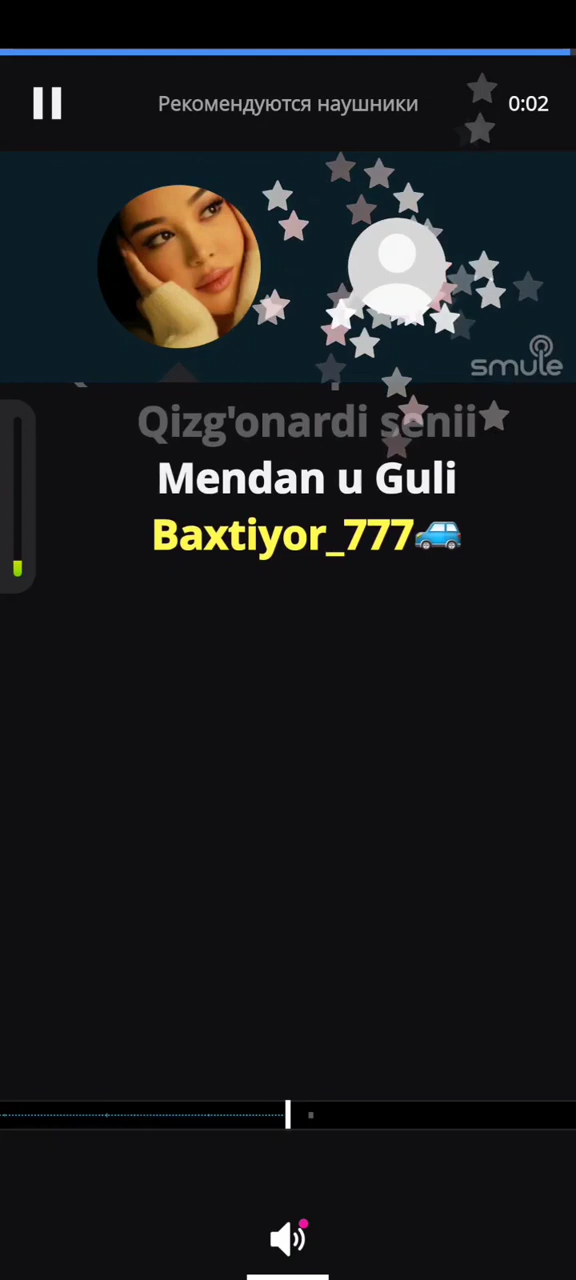 Рекомендуются наушники
0:02
smule
Qizg'onardi senii
Mendan u Guli
Baxtiyor_777🚙